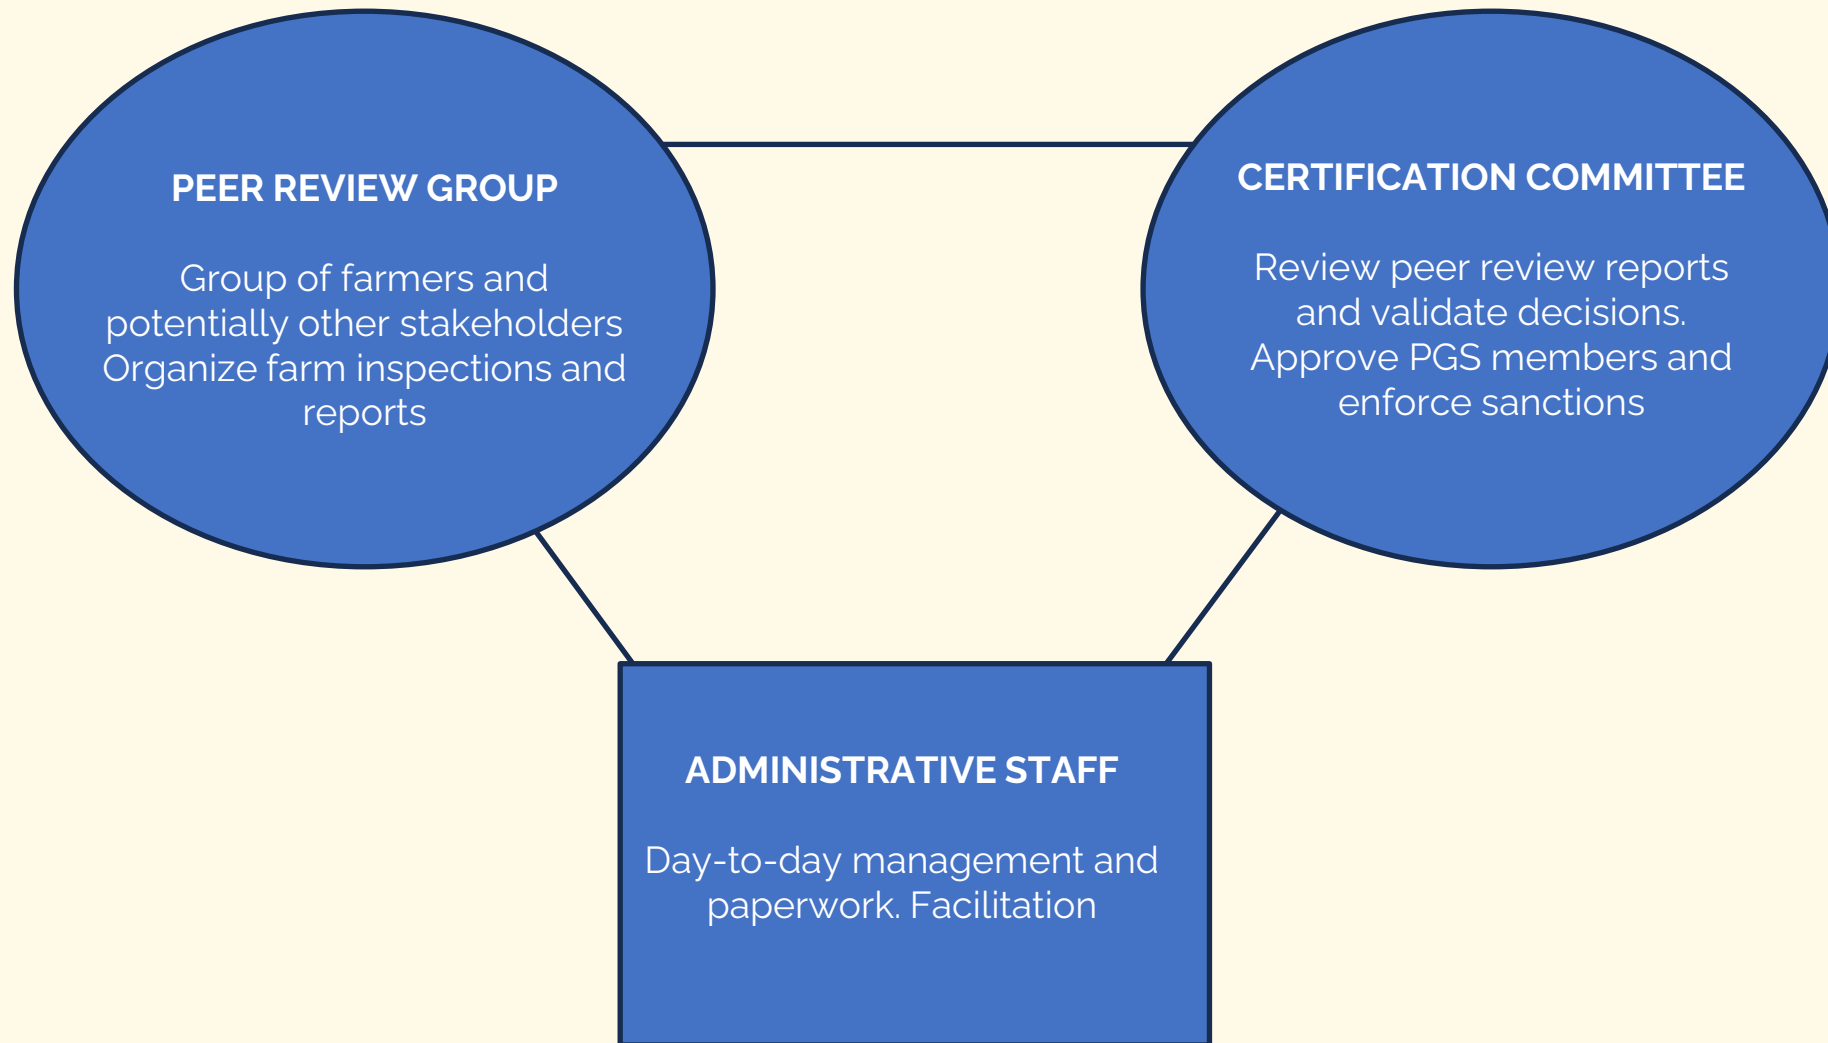 PEER REVIEW GROUP
Group of farmers and
potentially other stakeholders
Organize farm inspections and
reports
CERTIFICATION COMMITTEE
Review peer review reports
and validate decisions.
Approve PGS members and
enforce sanctions
ADMINISTRATIVE STAFF
Day-to-day management and
paperwork. Facilitation